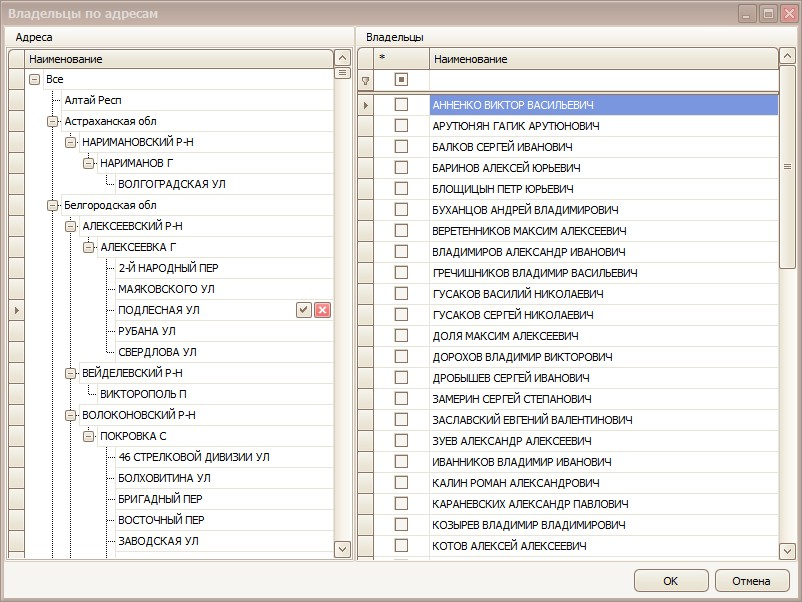 Владельцы по адресам
Адреса
Наименование
Все
Алтай Респ
Астраханская обл
НАРИМАНОВСКИЙ Р-Н
НАРИМАНОВ Г
ВОЛГОГРАДСКАЯ УЛ
Белгородская обл
АЛЕКСЕЕВСКИЙ Р-Н
АЛЕКСЕЕВКА Г
2-Й НАРОДНЫЙ ПЕР
МАЯКОВСКОГО УЛ
ПОДЛЕСНАЯ УЛ
РУБАНА УЛ
СВЕРДЛОВА УЛ
ВЕЙДЕЛЕВСКИЙ Р-Н
ВИКТОРОПОЛЬ П
ВОЛОКОНОВСКИЙ Р-Н
ПОКРОВКА С
46 СТРЕЛКОВОЙ ДИВИЗИИ УЛ
БОЛХОВИТИНА УЛ
БРИГАДНЫЙ ПЕР
ВОСТОЧНЫЙ ПЕР
ЗАВОДСКАЯ УЛ
Владельцы
* Наименование
АННЕНКО ВИКТОР ВАСИЛЬЕВИЧ
АРУТЮНЯН ГАГИК АРУТЮНОВИЧ
БАЛКОВ СЕРГЕЙ ИВАНОВИЧ
БАРИНОВ АЛЕКСЕЙ ЮРЬЕВИЧ
БЛОЩИЦЫН ПЕТР ЮРЬЕВИЧ
БУХАНЦОВ АНДРЕЙ ВЛАДИМИРОВИЧ
ВЕРЕТЕННИКОВ МАКСИМ АЛЕКСЕЕВИЧ
ВЛАДИМИРОВ АЛЕКСАНДР ИВАНОВИЧ
ГРЕЧИШНИКОВ ВЛАДИМИР ВАСИЛЬЕВИЧ
ГУСАКОВ ВАСИЛИЙ НИКОЛАЕВИЧ
ГУСАКОВ СЕРГЕЙ НИКОЛАЕВИЧ
ДОЛЯ МАКСИМ АЛЕКСЕЕВИЧ
ДОРОХОВ ВЛАДИМИР ВИКТОРОВИЧ
ДРОБЫШЕВ СЕРГЕЙ ИВАНОВИЧ
ЗАМЕРИН СЕРГЕЙ СТЕПАНОВИЧ
ЗАСЛАВСКИЙ ЕВГЕНИЙ ВАЛЕНТИНОВИЧ
ЗУЕВ АЛЕКСАНДР АЛЕКСЕЕВИЧ
ИВАННИКОВ ВЛАДИМИР ИВАНОВИЧ
КАЛИН РОМАН АЛЕКСАНДРОВИЧ
КАРАНЕВСКИХ АЛЕКСАНДР ПАВЛОВИЧ
КОЗЫРЕВ ВЛАДИМИР ВЛАДИМИРОВИЧ
КОТОВ АЛЕКСЕЙ АЛЕКСЕЕВИЧ
ОК
Отмена